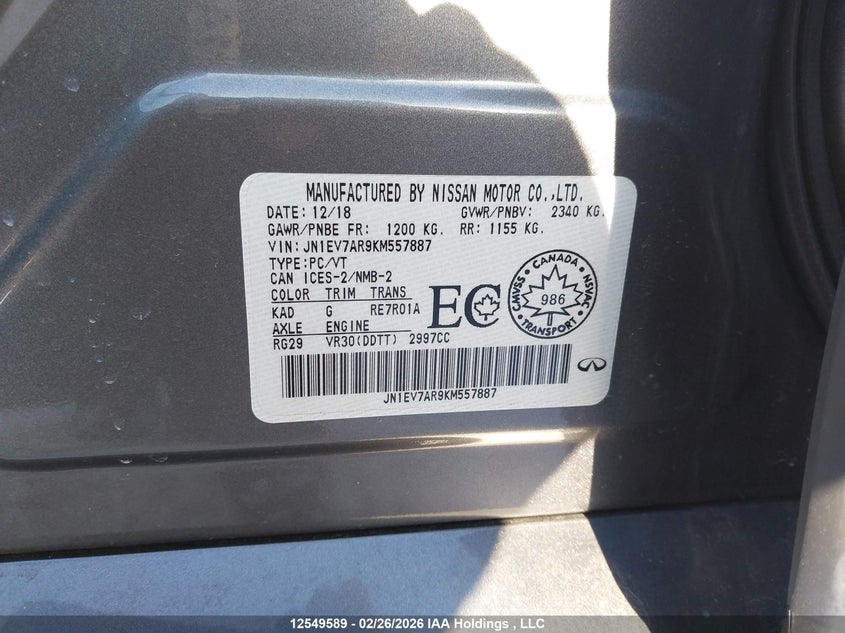 MANUFACTURED BY NISSAN MOTOR CO.,LTD.
DATE: 12/18 GVWR/PNBV: 2340 KG.
GAWR/PNBE FR: 1200 KG. RR: 1155 KG.
VIN: JN1EV7AR9KM557887
TYPE:PC/VT
CAN ICES-2/NMB-2
COLOR TRIM TRANS
KAD G RE7R01A
AXLE ENGINE
RG29 VR30(DDTT) 2997CC
EC
CANADA
CMVSS 986 NSVAC
TRANSPORT
JN1EV7AR9KM557887
12549589 - 02/26/2026 IAA Holdings , LLC